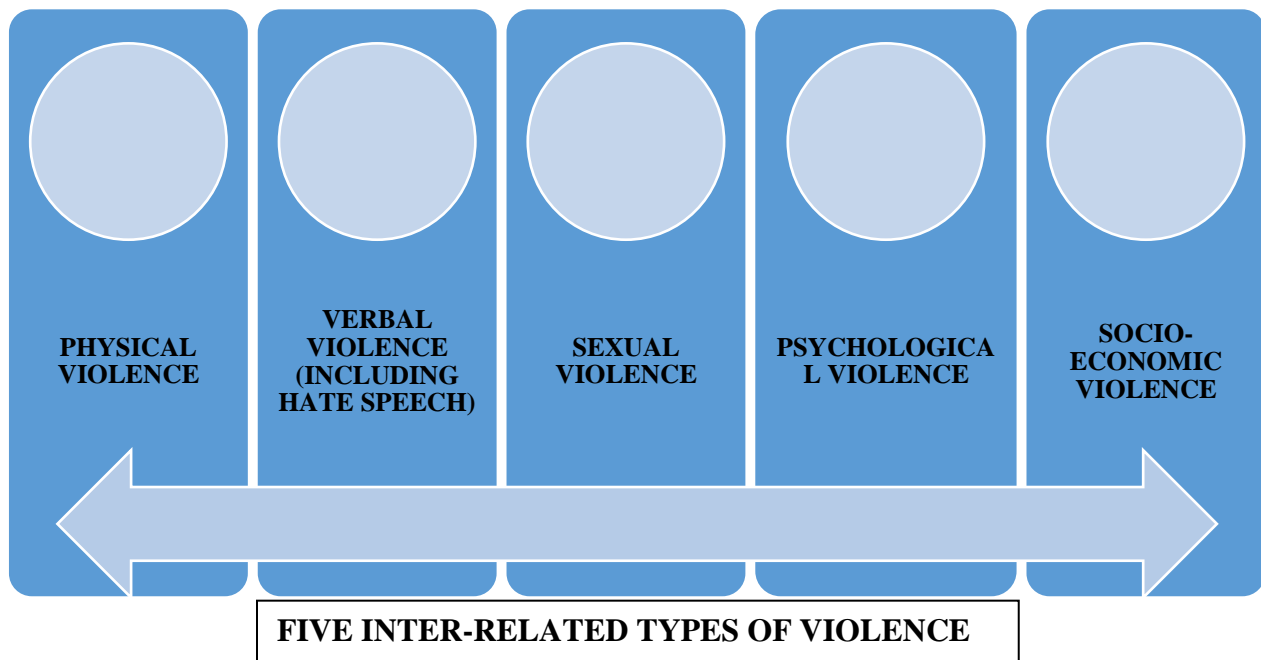 PHYSICAL
VIOLENCE
VERBAL
VIOLENCE
(INCLUDING
HATE SPEECH)
SEXUAL
VIOLENCE
PSYCHOLOGICA
L VIOLENCE
SOCIO-
ECONOMIC
VIOLENCE
FIVE INTER-RELATED TYPES OF VIOLENCE